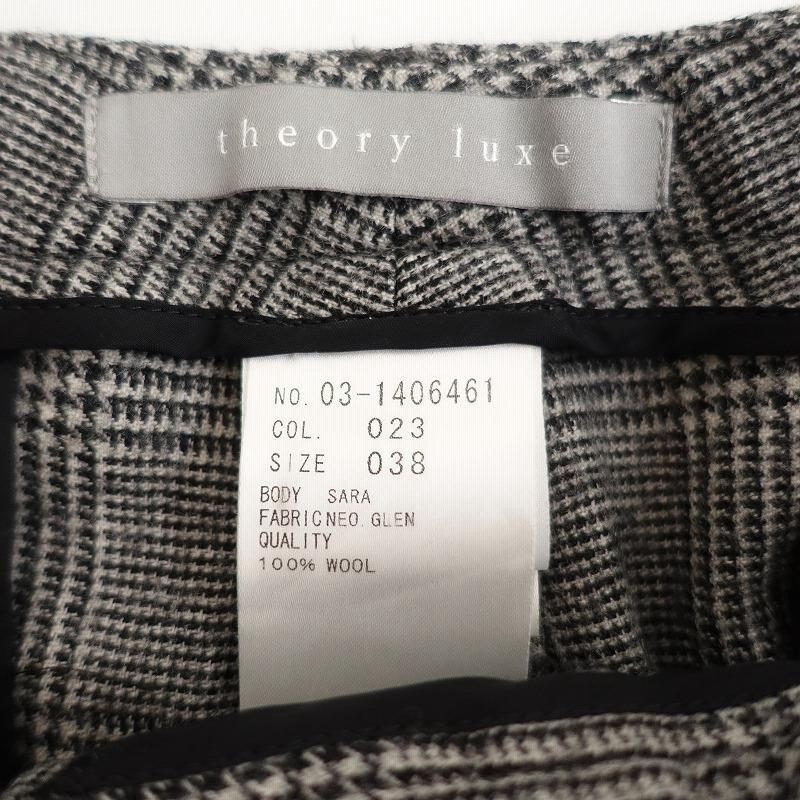 theory luxe
NO. 03-1406461
COL. 023
SIZE 038
BODY SARA
FABRICNEO.GLEN
QUALITY
100% WOOL